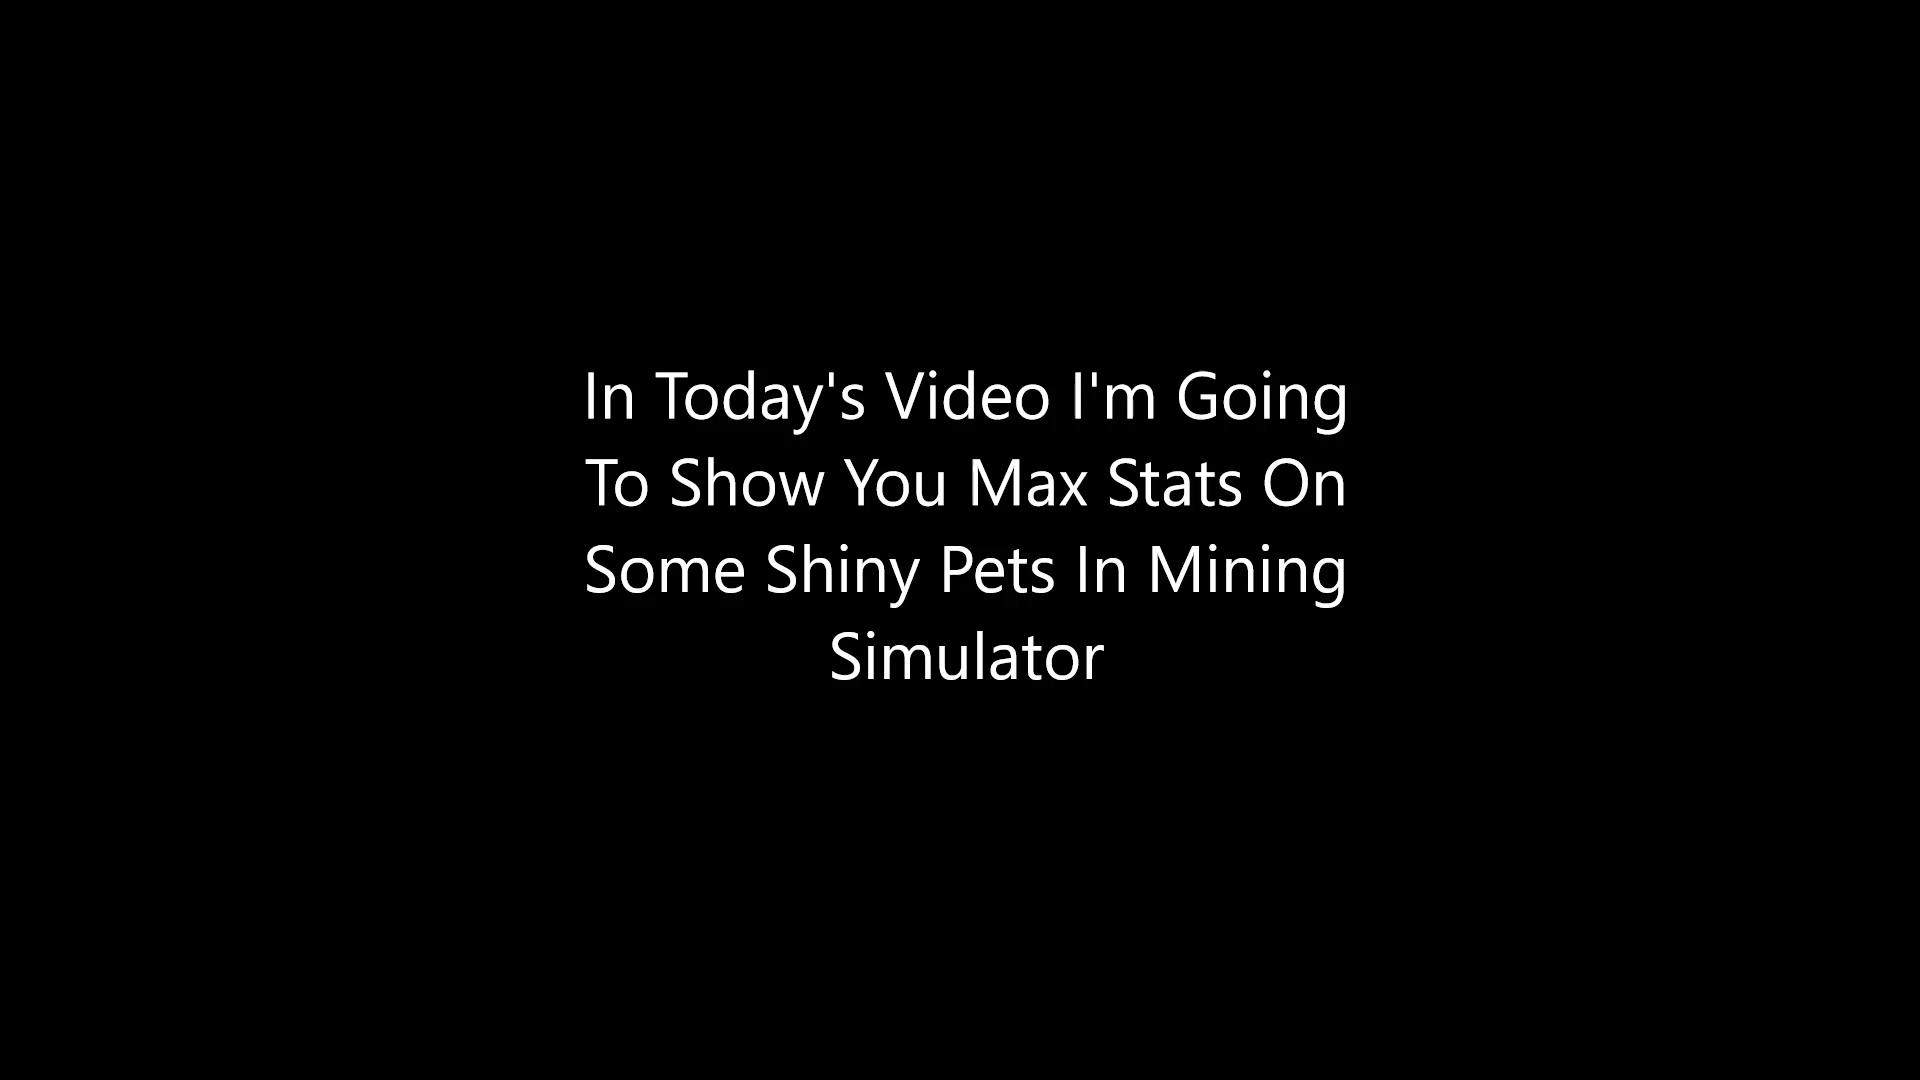 In Today's Video I'm Going
To Show You Max Stats On
Some Shiny Pets In Mining
Simulator